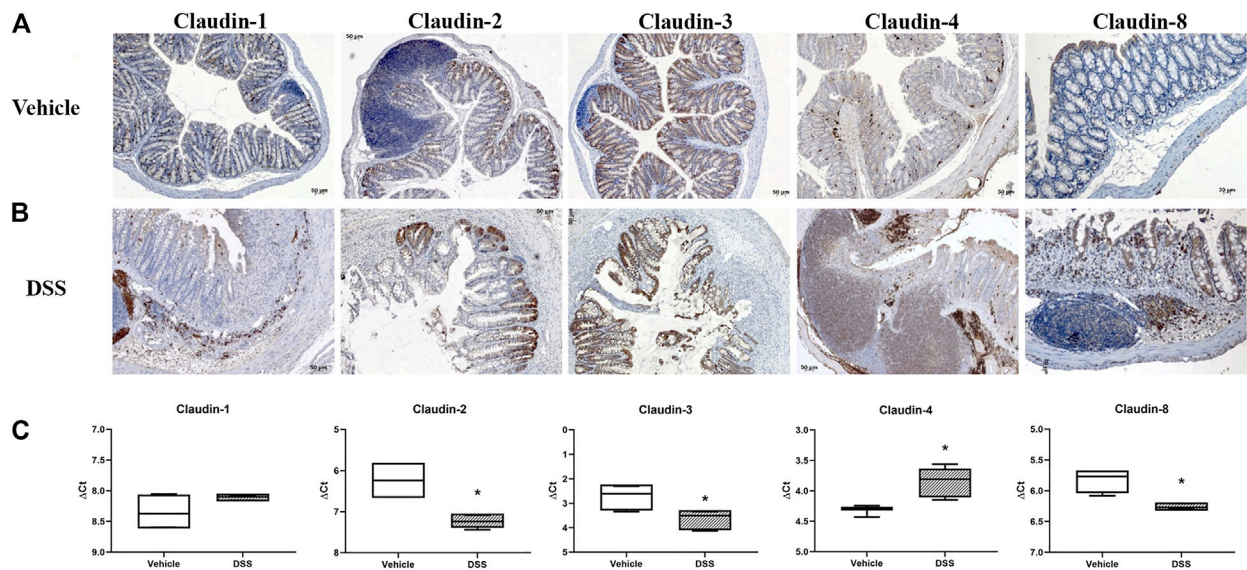 A
Claudin-1 Claudin-2 Claudin-3 Claudin-4 Claudin-8
Vehicle
50 µm 50 µm 50 µm 50 µm
B
DSS
50 µm 50 µm 50 µm 50 µm
C
Claudin-1 Claudin-2 Claudin-3 Claudin-4 Claudin-8
ΔCt 7.0 7.5 8.0 8.5 9.0 Vehicle DSS
ΔCt 5 6 7 8 * Vehicle DSS
ΔCt 0 1 2 3 4 5 * Vehicle DSS
ΔCt 3.0 3.5 4.0 4.5 5.0 * Vehicle DSS
ΔCt 5.0 5.5 6.0 6.5 7.0 * Vehicle DSS